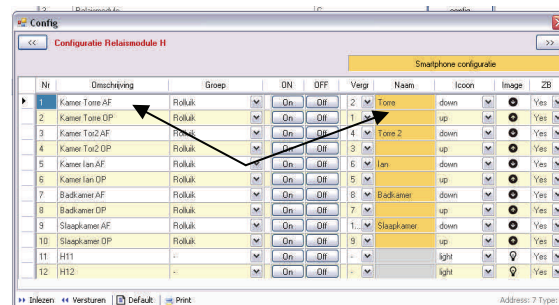 Relaismodule C config
Config
<< Configuratie Relaismodule H >>
Smartphone configuratie
Nr Omschrijving Groep ON OFF Vergr Naam Icoon Image ZB
1 Kamer Torre AF Rolluik On Off 2 Torre down Yes
2 Kamer Torre OP Rolluik On Off 1 up Yes
3 Kamer Tor2 AF Rolluik On Off 4 Torre 2 down Yes
4 Kamer Tor2 OP Rolluik On Off 3 up Yes
5 Kamer Ian AF Rolluik On Off 6 Ian down Yes
6 Kamer Ian OP Rolluik On Off 5 up Yes
7 Badkamer AF Rolluik On Off 8 Badkamer down Yes
8 Badkamer OP Rolluik On Off 7 up Yes
9 Slaapkamer AF Rolluik On Off 1... Slaapkamer down Yes
10 Slaapkamer OP Rolluik On Off 9 up Yes
11 H11 - On Off - light Yes
12 H12 - On Off - light Yes
Inlezen Versturen Default Print Address: 7 Type: